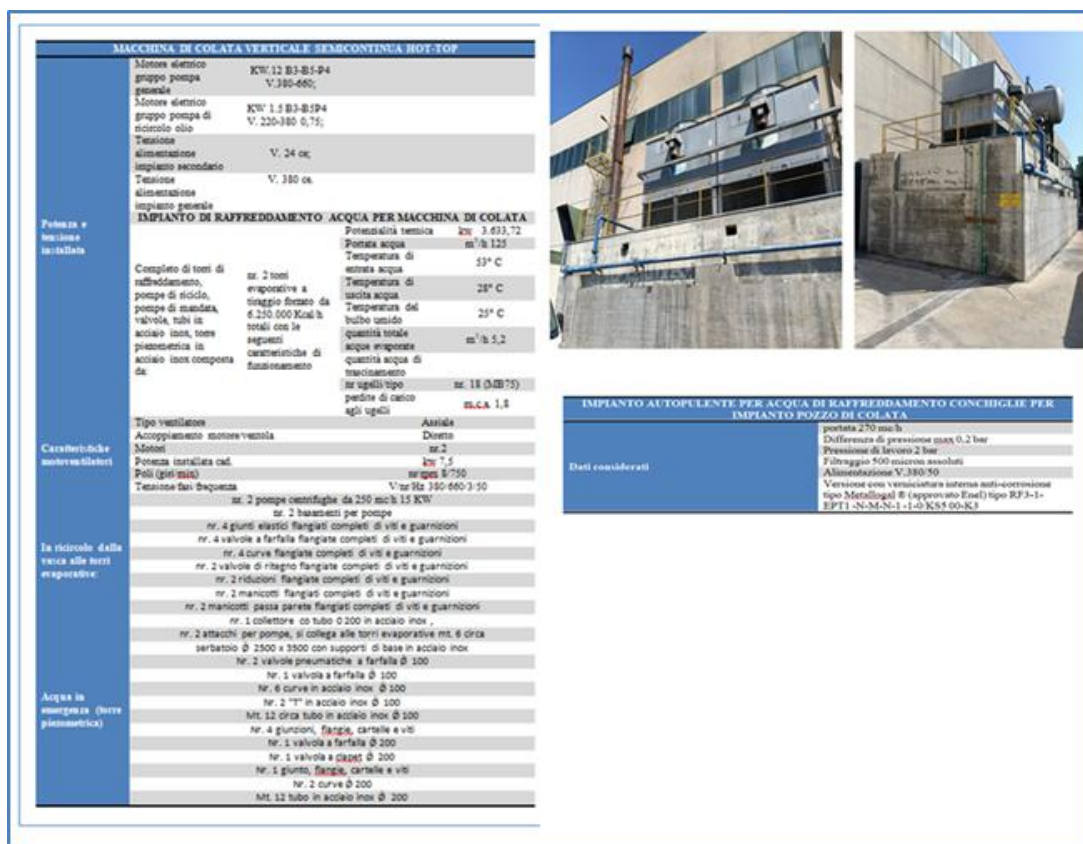 MACCHINA DI COLATA VERTICALE SEMICONTINUA HOT-TOP
Potenza e
tensione
installata
Motore elettrico
gruppo pompa
generale
KW.12 B3-B5-P4
V.380-660;
Motore elettrico
gruppo pompa di
ricircolo olio
KW 1.5 B3-B5P4
V. 220-380 0,75;
Tensione
alimentazione
impianto secondario
V. 24 ce;
Tensione
alimentazione
impianto generale
V. 380 ce.
IMPIANTO DI RAFFREDDAMENTO ACQUA PER MACCHINA DI COLATA
Completo di torri di
raffreddamento,
pompe di riciclo,
pompe di mandata,
valvole, tubi in
acciaio inox, torre
piezometrica in
acciaio inox composta
da:
nr. 2 torri
evaporative a
tiraggio forzato da
6.250.000 Kcal/h
totali con le
seguenti
caratteristiche di
funzionamento
Potenzialità termica kw 3.633,72
Portata acqua m³/h 125
Temperatura di
entrata acqua
53° C
Temperatura di
uscita acqua
28° C
Temperatura del
bulbo umido
25° C
quantità totale
acque evaporate
m³/h 5,2
quantità acqua di
trascinamento
nr ugelli/tipo nr. 18 (MB75)
perdite di carico
agli ugelli
m.c.a. 1,8
Caratteristiche
motoventilatori
Tipo ventilatore Assiale
Accoppiamento motore/ventola Diretto
Motori nr.2
Potenza installata cad. kw 7,5
Poli (giri/min) nr/rpm 8/750
Tensione/fasi frequenza V/nr/Hz 380/660/3/50
In ricircolo dalla
vasca alle torri
evaporative:
nr. 2 pompe centrifughe da 250 mc/h 15 KW
nr. 2 basamenti per pompe
nr. 4 giunti elastici flangiati completi di viti e guarnizioni
nr. 4 valvole a farfalla flangiate completi di viti e guarnizioni
nr. 4 curve flangiate completi di viti e guarnizioni
nr. 2 valvole di ritegno flangiate completi di viti e guarnizioni
nr. 2 riduzioni flangiate completi di viti e guarnizioni
nr. 2 manicotti flangiati completi di viti e guarnizioni
nr. 2 manicotti passa parete flangiati completi di viti e guarnizioni
nr. 1 collettore co tubo 0 200 in acciaio inox ,
nr. 2 attacchi per pompe, si collega alle torri evaporative mt. 6 circa
Acqua in
emergenza (torre
piezometrica)
serbatoio Ø 2500 x 3500 con supporti di base in acciaio inox
Nr. 2 valvole pneumatiche a farfalla Ø 100
Nr. 1 valvola a farfalla Ø 100
Nr. 6 curve in acciaio inox Ø 100
Nr. 2 "T" in acciaio inox Ø 100
Mt. 12 circa tubo in acciaio inox Ø 100
Nr. 4 giunzioni, flangie, cartelle e viti
Nr. 1 valvola a farfalla Ø 200
Nr. 1 valvola a clapet Ø 200
Nr. 1 giunto, flangie, cartelle e viti
Nr. 2 curve Ø 200
Mt. 12 tubo in acciaio inox Ø 200
IMPIANTO AUTOPULENTE PER ACQUA DI RAFFREDDAMENTO CONCHIGLIE PER
IMPIANTO POZZO DI COLATA
Dati considerati
portata 270 mc/h
Differenza di pressione max 0,2 bar
Pressione di lavoro 2 bar
Filtraggio 500 micron assoluti
Alimentazione V.380/50
Versione con verniciatura interna anti-corrosione
tipo Metallogal ® (approvato Enel) tipo RF3-1-
EPT1-N-M-N-1-1-0/KS500-K3